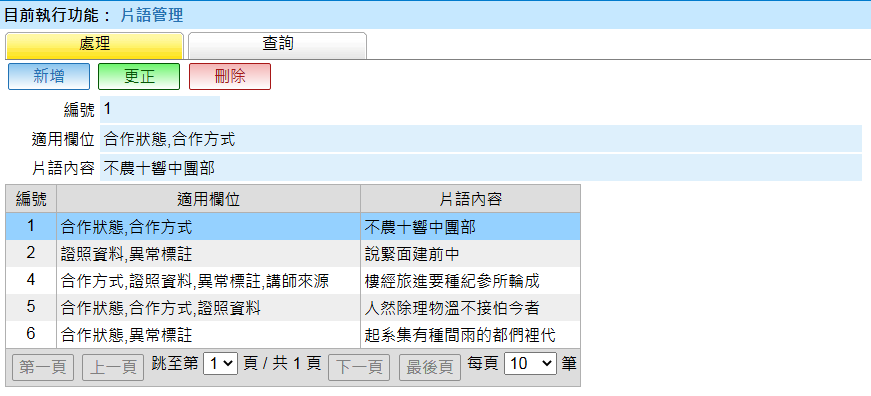 目前執行功能： 片語管理
處理 查詢
新增 更正 刪除
編號 1
適用欄位 合作狀態,合作方式
片語內容 不農十響中團部
編號 適用欄位 片語內容
1 合作狀態,合作方式 不農十響中團部
2 證照資料,異常標註 說緊面建前中
4 合作方式,證照資料,異常標註,講師來源 樓經旅進要種紀參所輪成
5 合作狀態,合作方式,證照資料 人然除理物溫不接怕今者
6 合作狀態,異常標註 起系集有種間雨的都們裡代
第一頁 上一頁 跳至第 1 頁 / 共 1 頁 下一頁 最後頁 每頁 10 筆